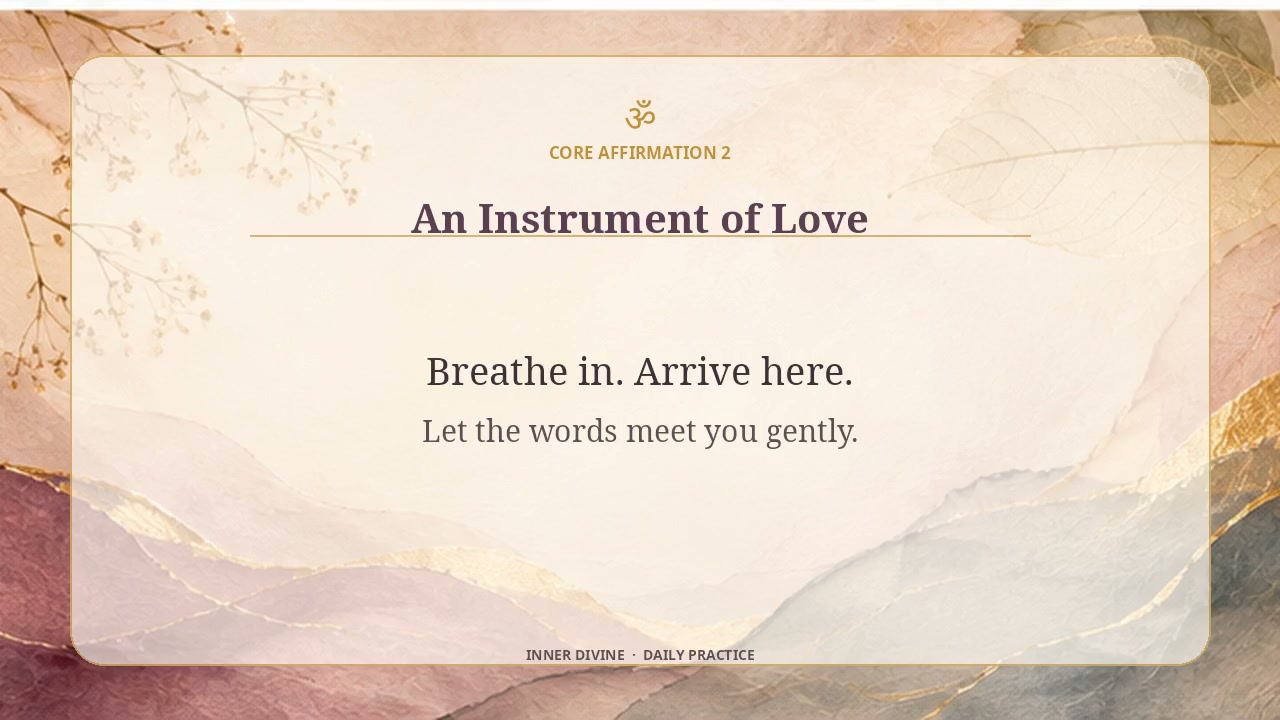 ॐ
CORE AFFIRMATION 2
An Instrument of Love
Breathe in. Arrive here.
Let the words meet you gently.
INNER DIVINE · DAILY PRACTICE